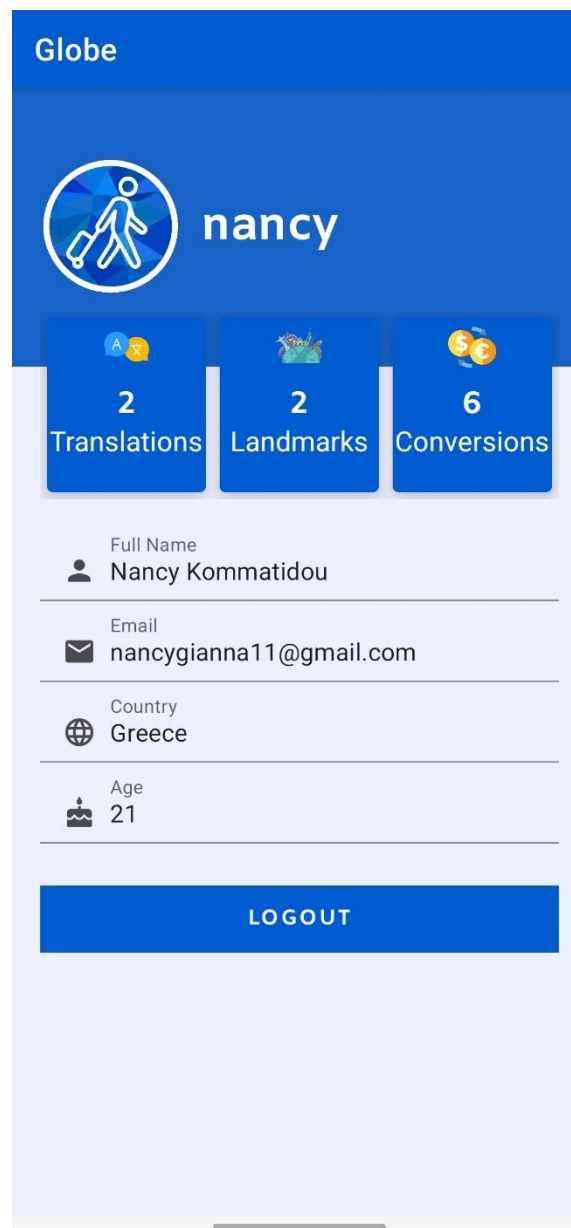 Globe
nancy
A 文
$ €
2 2 6
Translations Landmarks Conversions
Full Name
Nancy Kommatidou
Email
nancygianna11@gmail.com
Country
Greece
Age
21
LOGOUT